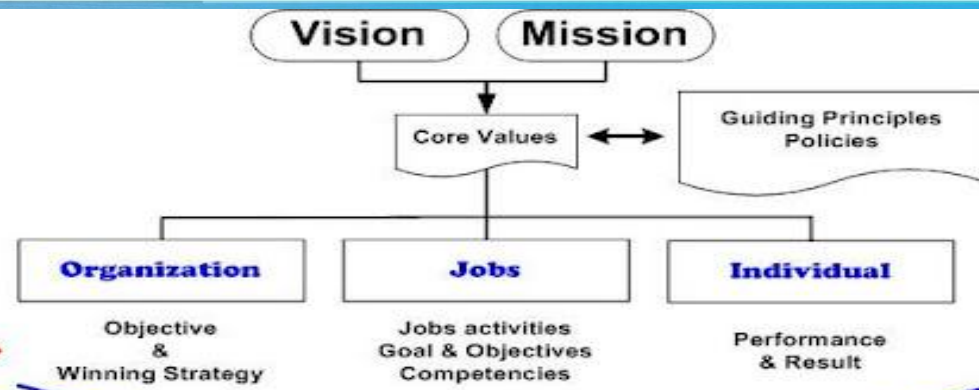 Vision
Mission
Core Values
Guiding Principles
Policies
Organization
Jobs
Individual
Objective
&
Winning Strategy
Jobs activities
Goal & Objectives
Competencies
Performance
& Result